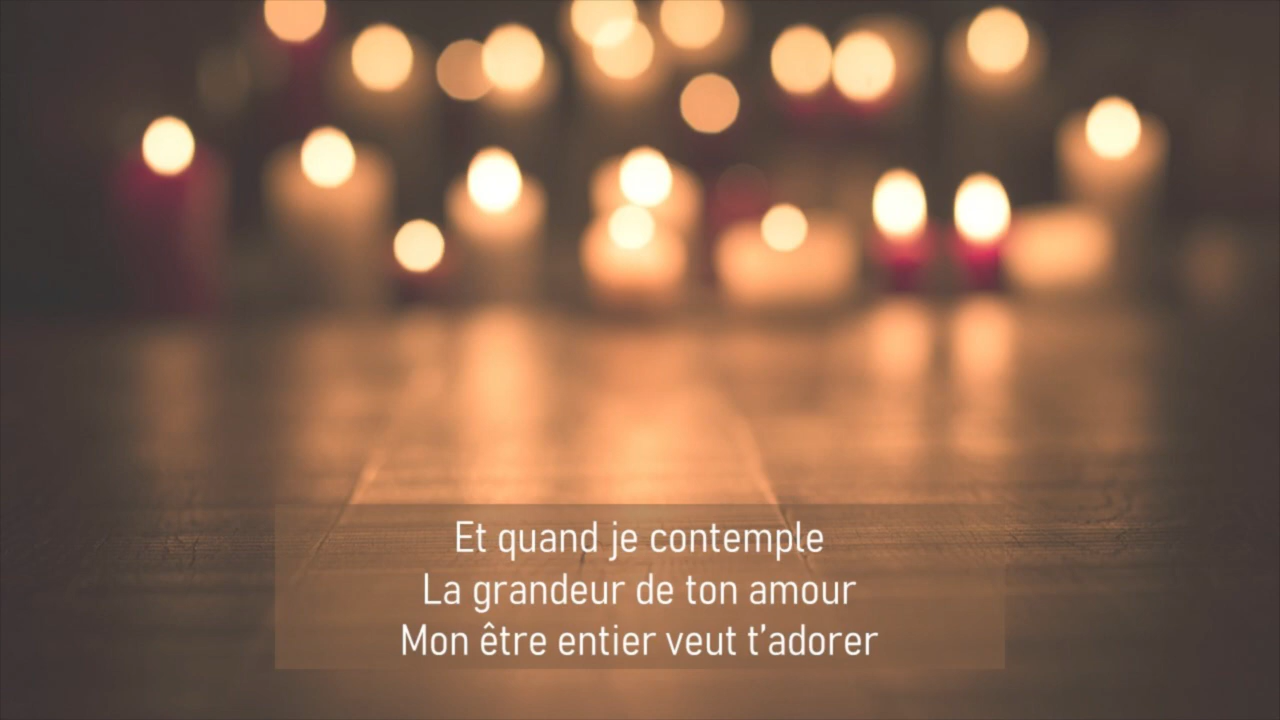 Et quand je contemple
La grandeur de ton amour
Mon être entier veut t’adorer